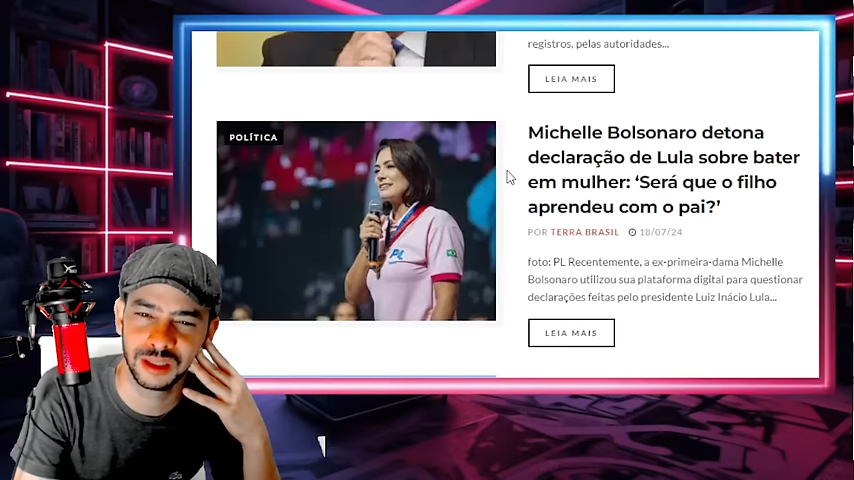 registros, pelas autoridades...
LEIA MAIS
POLÍTICA
Michelle Bolsonaro detona
declaração de Lula sobre bater
em mulher: ‘Será que o filho
aprendeu com o pai?’
POR TERRA BRASIL 18/07/24
foto: PL Recentemente, a ex-primeira-dama Michelle
Bolsonaro utilizou sua plataforma digital para questionar
declarações feitas pelo presidente Luiz Inácio Lula...
LEIA MAIS
PL